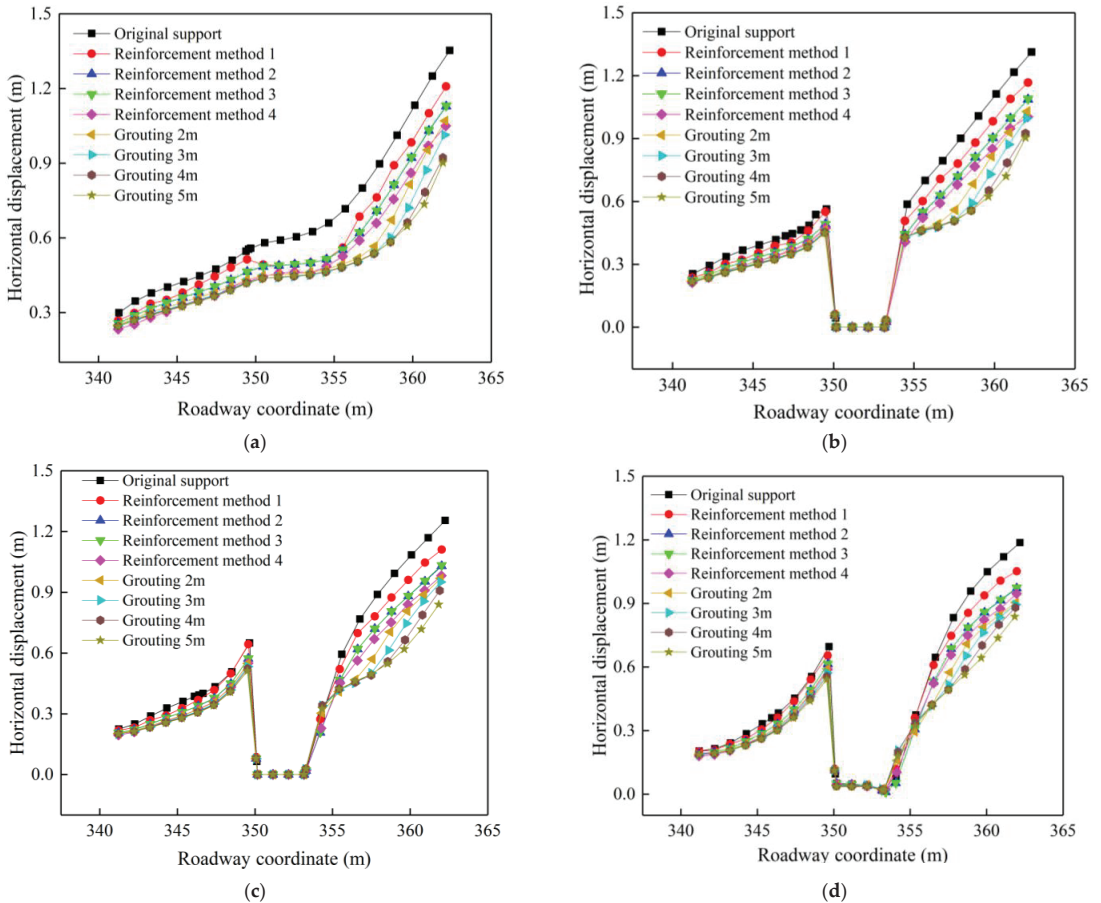 1.5
1.2
0.9
0.6
0.3
Horizontal displacement (m)
Original support
Reinforcement method 1
Reinforcement method 2
Reinforcement method 3
Reinforcement method 4
Grouting 2m
Grouting 3m
Grouting 4m
Grouting 5m
340 345 350 355 360 365
Roadway coordinate (m)
(a)
1.5
1.2
0.9
0.6
0.3
0.0
Horizontal displacement (m)
Original support
Reinforcement method 1
Reinforcement method 2
Reinforcement method 3
Reinforcement method 4
Grouting 2m
Grouting 3m
Grouting 4m
Grouting 5m
340 345 350 355 360 365
Roadway coordinate (m)
(b)
1.5
1.2
0.9
0.6
0.3
0.0
Horizontal displacement (m)
Original support
Reinforcement method 1
Reinforcement method 2
Reinforcement method 3
Reinforcement method 4
Grouting 2m
Grouting 3m
Grouting 4m
Grouting 5m
340 345 350 355 360 365
Roadway coordinate (m)
(c)
1.5
1.2
0.9
0.6
0.3
0.0
Horizontal displacement (m)
Original support
Reinforcement method 1
Reinforcement method 2
Reinforcement method 3
Reinforcement method 4
Grouting 2m
Grouting 3m
Grouting 4m
Grouting 5m
340 345 350 355 360 365
Roadway coordinate (m)
(d)